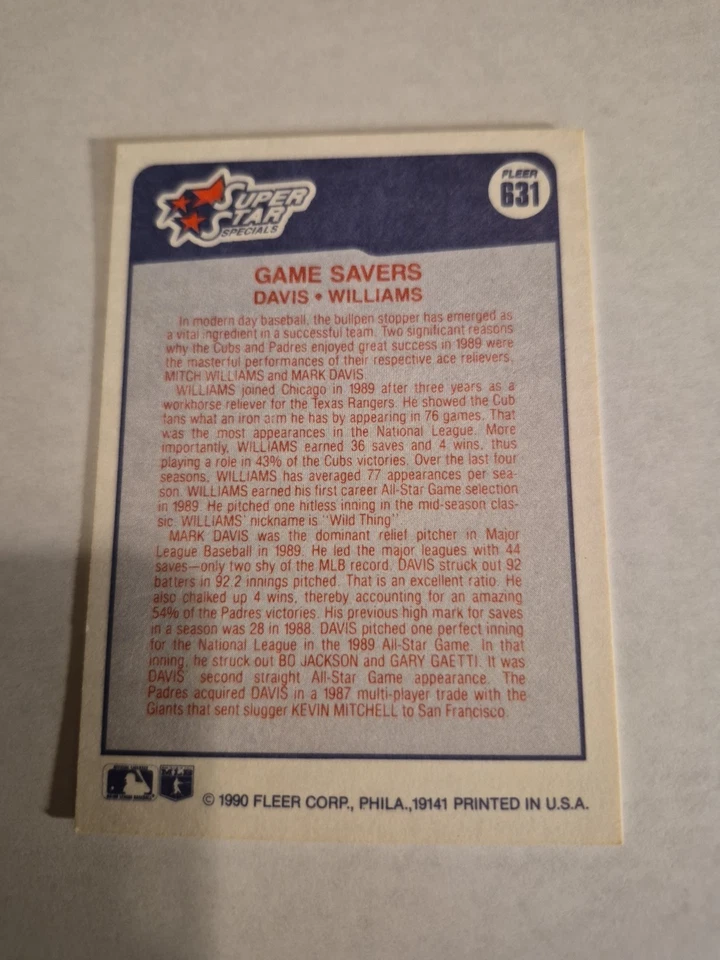 SUPER
STAR
SPECIALS
FLEER
631
GAME SAVERS
DAVIS • WILLIAMS
In modern day baseball, the bullpen stopper has emerged as
a vital ingredient in a successful team. Two significant reasons
why the Cubs and Padres enjoyed great success in 1989 were
the masterful performances of their respective ace relievers,
MITCH WILLIAMS and MARK DAVIS.
WILLIAMS joined Chicago in 1989 after three years as a
workhorse reliever for the Texas Rangers. He showed the Cub
fans what an iron arm he has by appearing in 76 games. That
was the most appearances in the National League. More
importantly, WILLIAMS earned 36 saves and 4 wins, thus
playing a role in 43% of the Cubs victories. Over the last four
seasons, WILLIAMS has averaged 77 appearances per sea-
son. WILLIAMS earned his first career All-Star Game selection
in 1989. He pitched one hitless inning in the mid-season clas-
sic. WILLIAMS' nickname is "Wild Thing"
MARK DAVIS was the dominant relief pitcher in Major
League Baseball in 1989. He led the major leagues with 44
saves—only two shy of the MLB record. DAVIS struck out 92
batters in 92.2 innings pitched. That is an excellent ratio. He
also chalked up 4 wins, thereby accounting for an amazing
54% of the Padres victories. His previous high mark for saves
in a season was 28 in 1988. DAVIS pitched one perfect inning
for the National League in the 1989 All-Star Game. In that
inning, he struck out BO JACKSON and GARY GAETTI. It was
DAVIS' second straight All-Star Game appearance. The
Padres acquired DAVIS in a 1987 multi-player trade with the
Giants that sent slugger KEVIN MITCHELL to San Francisco.
© 1990 FLEER CORP., PHILA., 19141 PRINTED IN U.S.A.